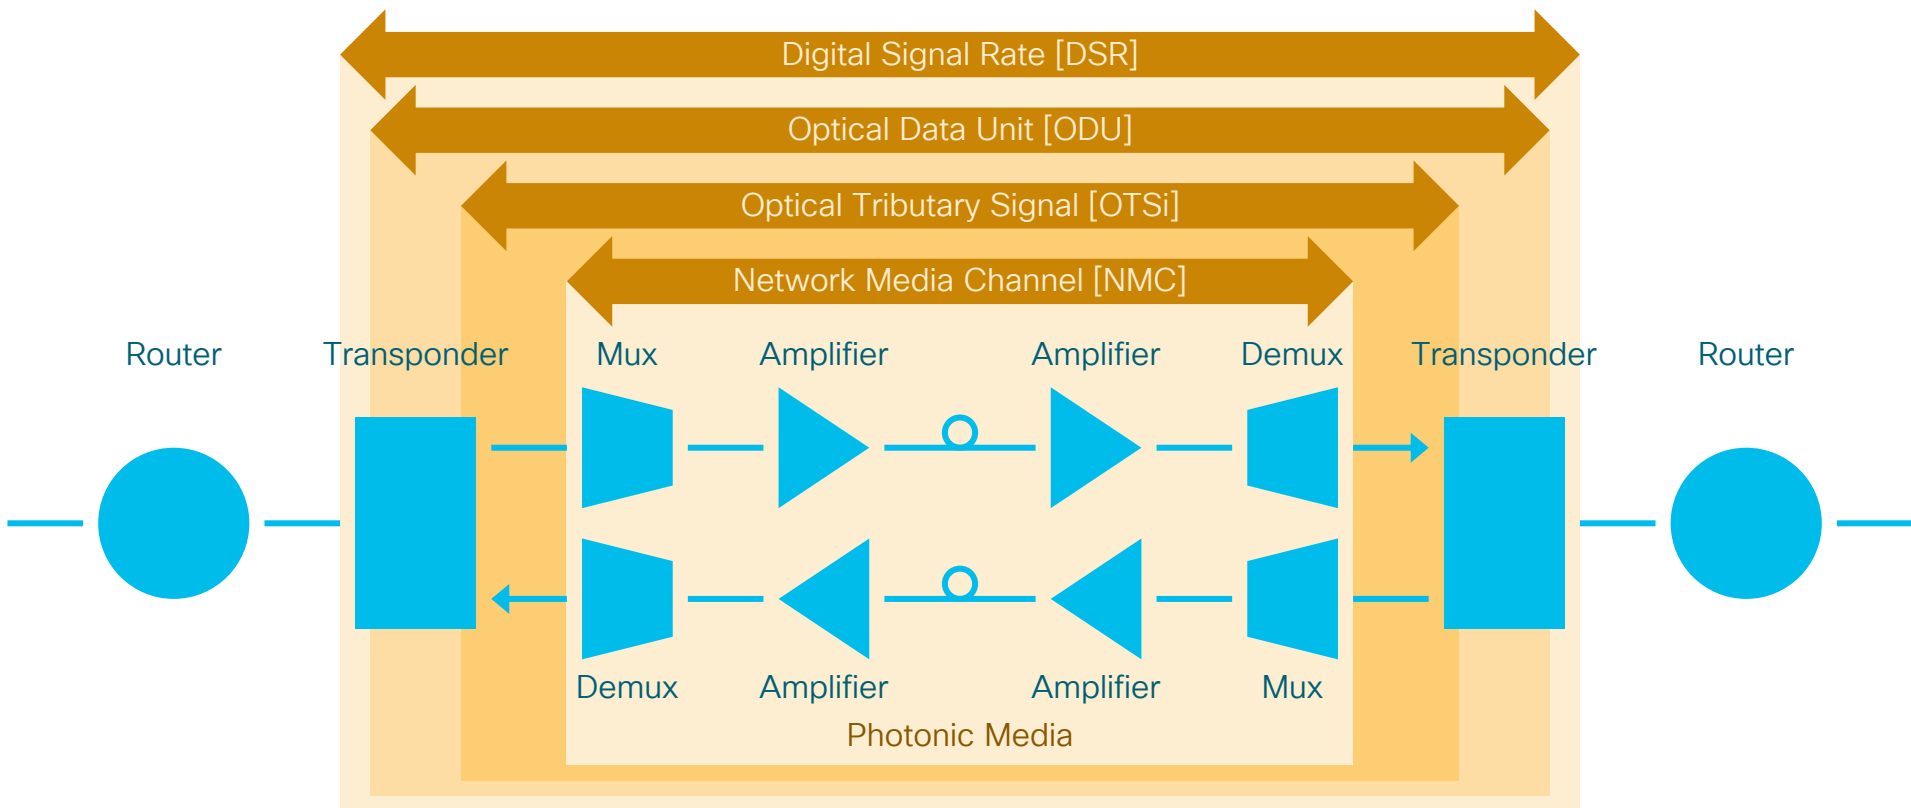 Digital Signal Rate [DSR]
Optical Data Unit [ODU]
Optical Tributary Signal [OTSi]
Network Media Channel [NMC]
Router Transponder Mux Amplifier Amplifier Demux Transponder Router
Demux Amplifier Amplifier Mux
Photonic Media